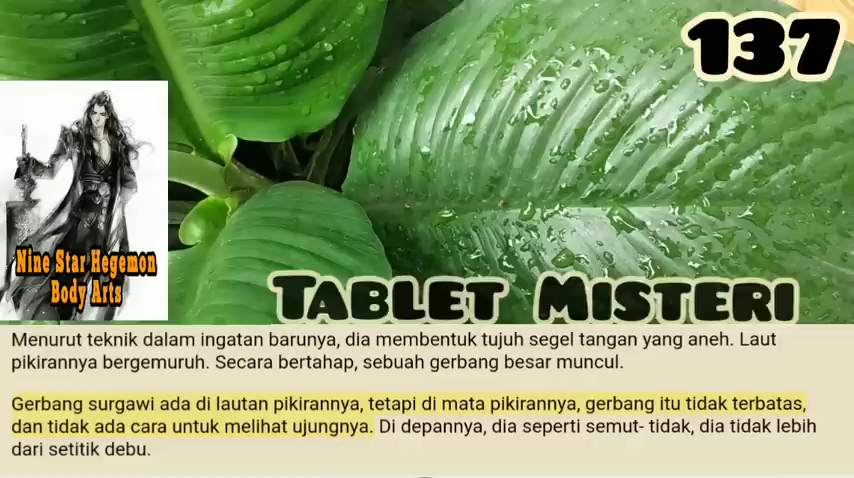 137
Nine Star Hegemon
Body Arts
TABLET MISTERI
Menurut teknik dalam ingatan barunya, dia membentuk tujuh segel tangan yang aneh. Laut
pikirannya bergemuruh. Secara bertahap, sebuah gerbang besar muncul.
Gerbang surgawi ada di lautan pikirannya, tetapi di mata pikirannya, gerbang itu tidak terbatas,
dan tidak ada cara untuk melihat ujungnya. Di depannya, dia seperti semut- tidak, dia tidak lebih
dari setitik debu.